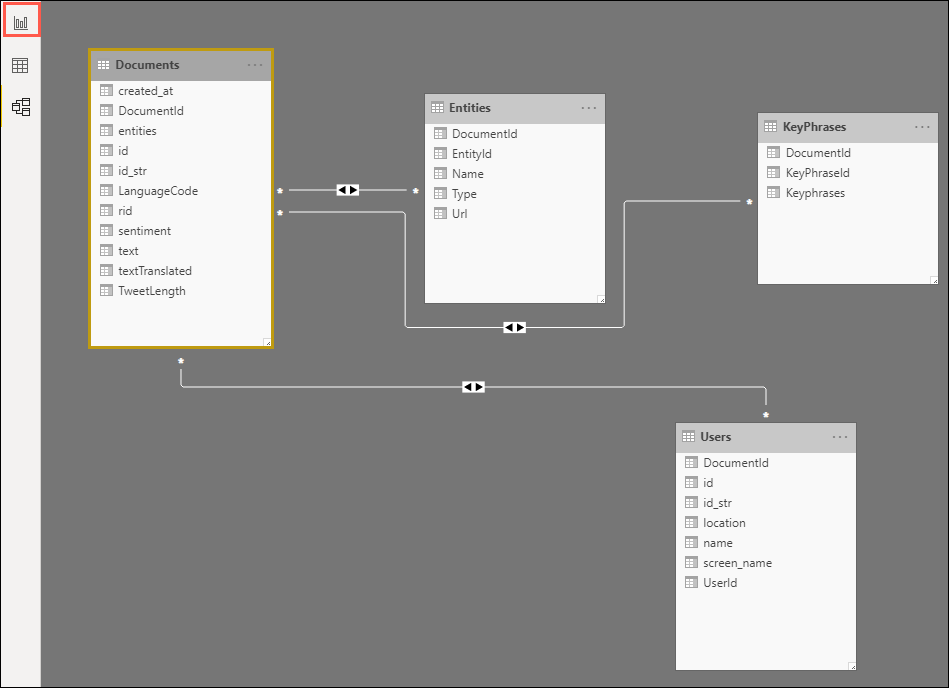 Documents
created_at
DocumentId
entities
id
id_str
LanguageCode
rid
sentiment
text
textTranslated
TweetLength
Entities
DocumentId
EntityId
Name
Type
Url
KeyPhrases
DocumentId
KeyPhraseId
Keyphrases
Users
DocumentId
id
id_str
location
name
screen_name
UserId